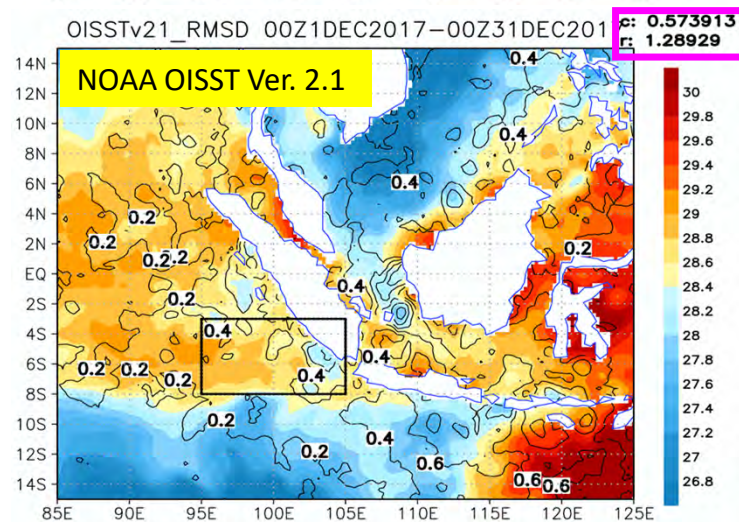 OISSTv21_RMSD 00Z1DEC2017-00Z31DEC201
c: 0.573913
r: 1.28929
NOAA OISST Ver. 2.1
14N
12N
10N
8N
6N
4N
2N
EQ
2S
4S
6S
8S
10S
12S
14S
0.4
0.4
0.4
0.2
0.2
0.2
0.2
0.2
0.4
0.2
0.4
0.4
0.2
0.2
0.2
0.4
0.2
0.4
0.2
0.6
0.6
0.6
85E 90E 95E 100E 105E 110E 115E 120E 125E
30
29.8
29.6
29.4
29.2
29
28.8
28.6
28.4
28.2
28
27.8
27.6
27.4
27.2
27
26.8